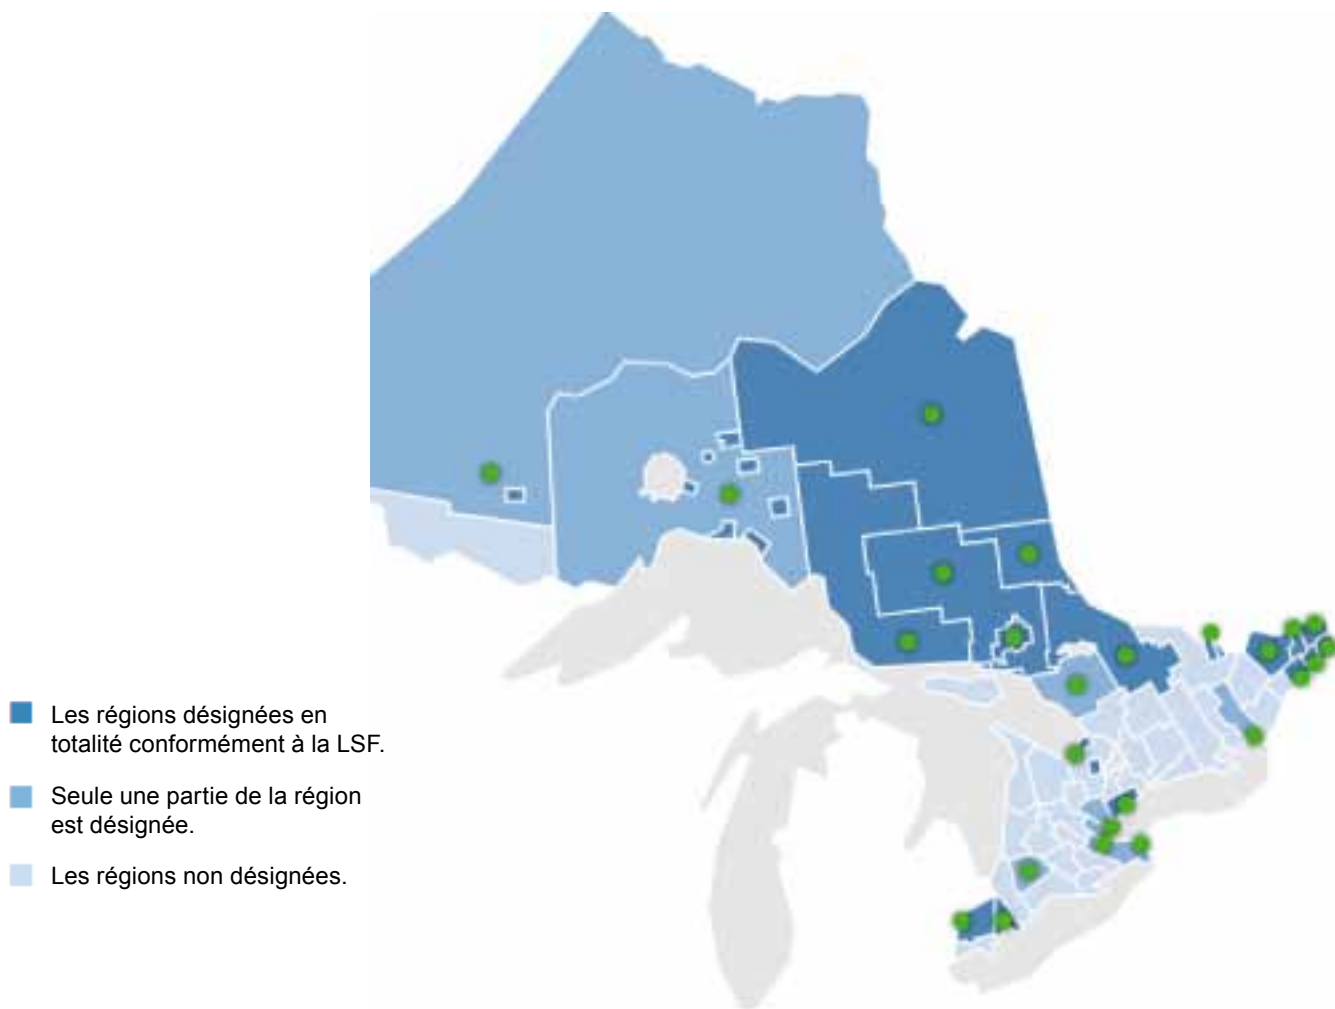 Les régions désignées en
totalité conformément à la LSF.
Seule une partie de la région
est désignée.
Les régions non désignées.